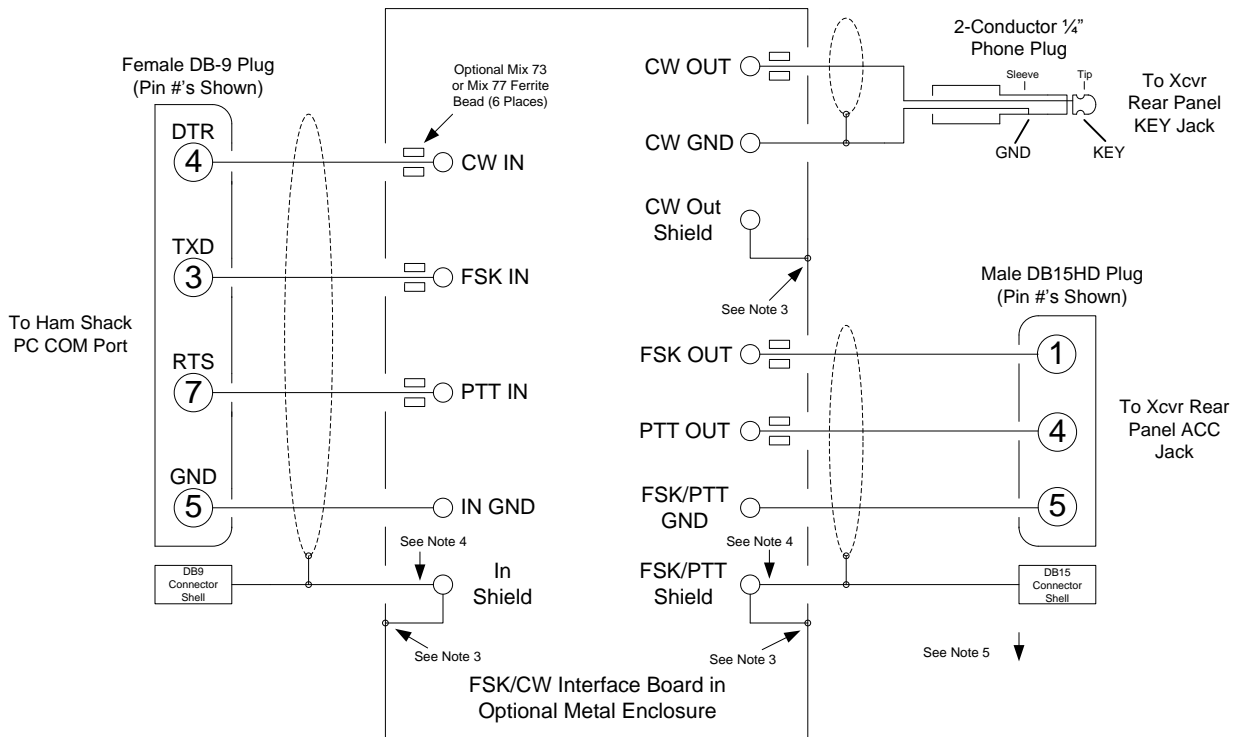 Female DB-9 Plug
(Pin #'s Shown)
DTR
4
TXD
3
RTS
7
GND
5
DB9
Connector
Shell
To Ham Shack
PC COM Port
Optional Mix 73
or Mix 77 Ferrite
Bead (6 Places)
CW IN
FSK IN
PTT IN
IN GND
See Note 4
In
Shield
See Note 3
CW OUT
CW GND
CW Out
Shield
See Note 3
FSK OUT
PTT OUT
FSK/PTT
GND
See Note 4
FSK/PTT
Shield
See Note 3
FSK/CW Interface Board in
Optional Metal Enclosure
2-Conductor ¼”
Phone Plug
Sleeve
Tip
GND
KEY
To Xcvr
Rear Panel
KEY Jack
Male DB15HD Plug
(Pin #'s Shown)
1
4
5
To Xcvr Rear
Panel ACC
Jack
DB15
Connector
Shell
See Note 5